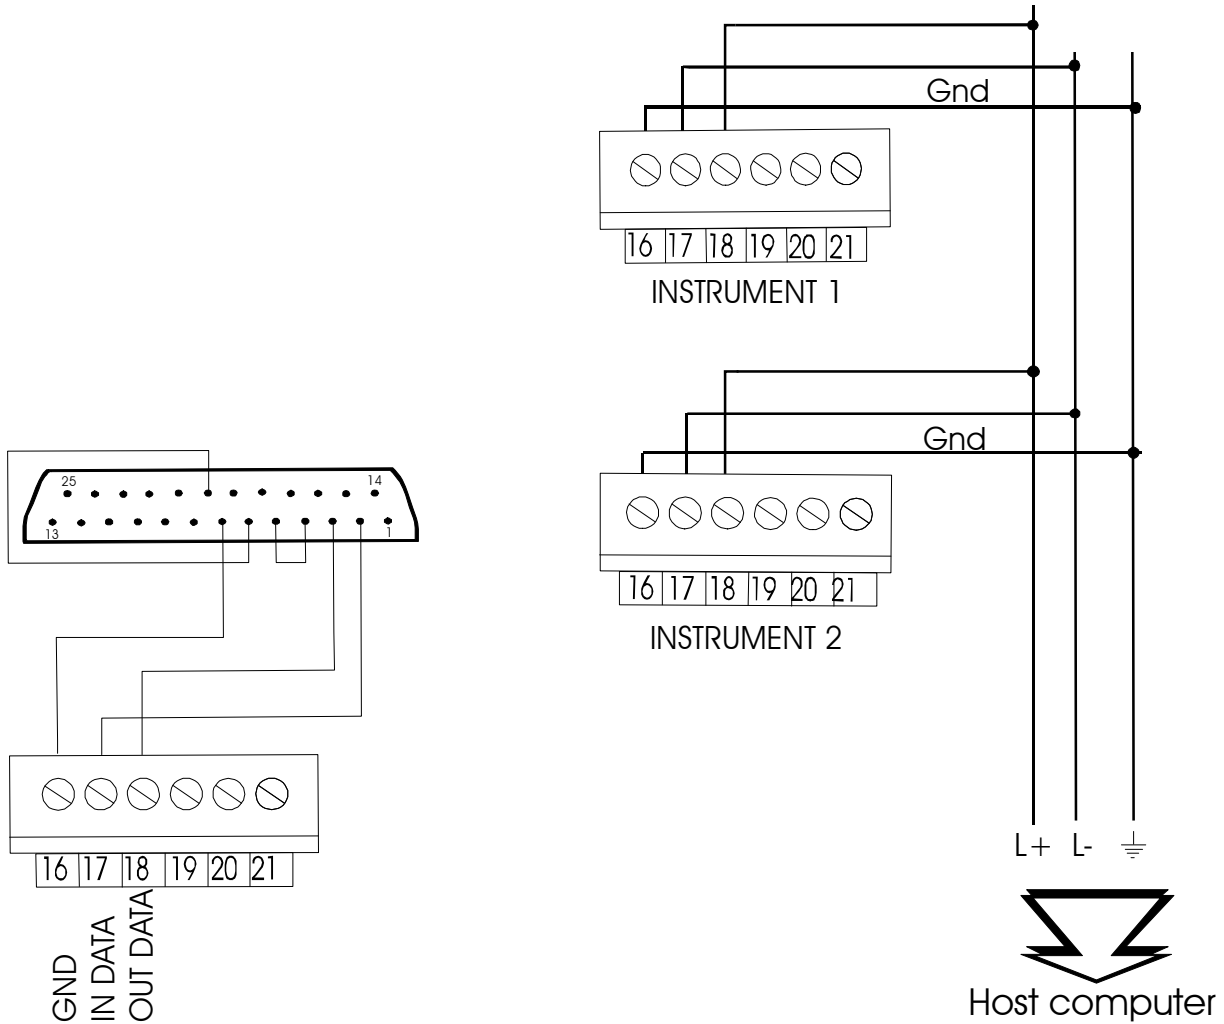 Gnd
16 17 18 19 20 21
INSTRUMENT 1
Gnd
25 14
13 1
16 17 18 19 20 21
INSTRUMENT 2
L+ L-
16 17 18 19 20 21
GND
IN DATA
OUT DATA
Host computer